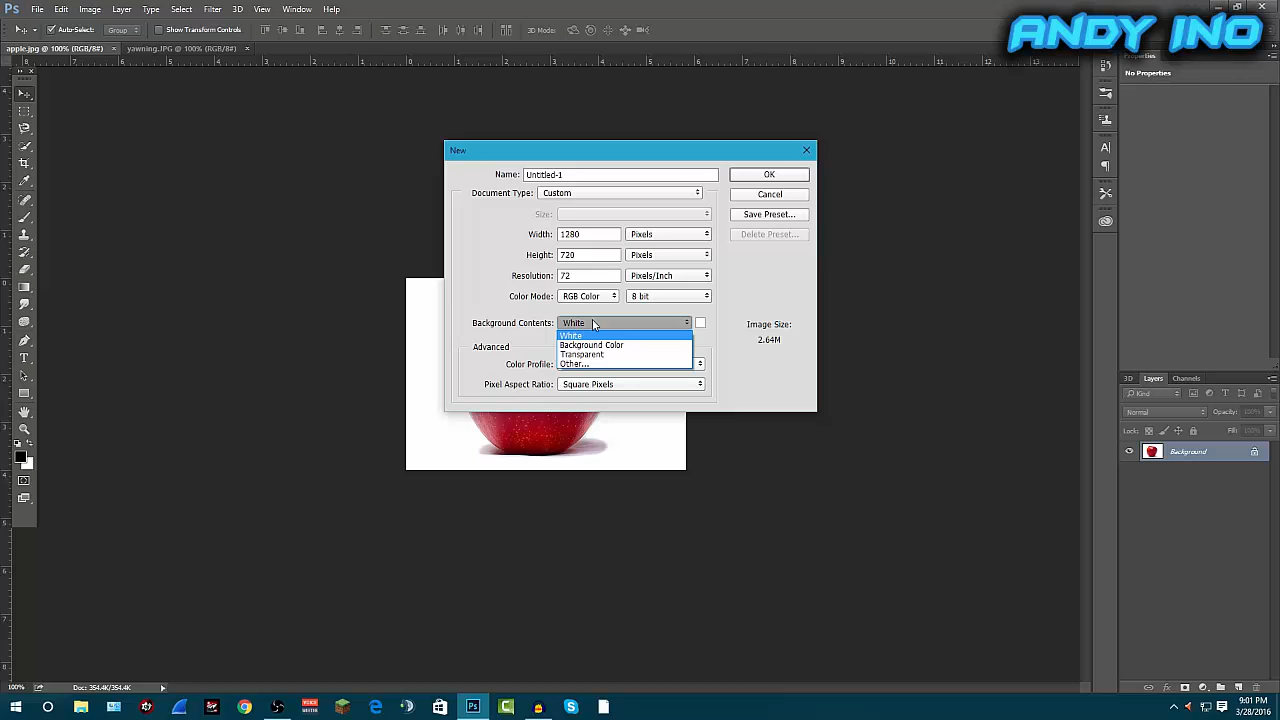 Ps File Edit Image Layer Type Select Filter 3D View Window Help
Auto-Select: Group Show Transform Controls 3D Mode:
ANDY INO
apple.jpg @ 100% (RGB/8#) × yawning.JPG @ 100% (RGB/8#) ×
Properties
No Properties
New
Name: Untitled-1 OK
Document Type: Custom Cancel
Size: Save Preset...
Width: 1280 Pixels Delete Preset...
Height: 720 Pixels
Resolution: 72 Pixels/Inch
Color Mode: RGB Color 8 bit
Background Contents: White
Image Size:
2.64M
White
Background Color
Transparent
Other...
Advanced
Color Profile:
Pixel Aspect Ratio: Square Pixels
3D Layers Channels
Kind
Normal Opacity: 100%
Lock: Fill: 100%
Background
100% Doc: 354.4K/354.4K
9:01 PM
3/28/2016